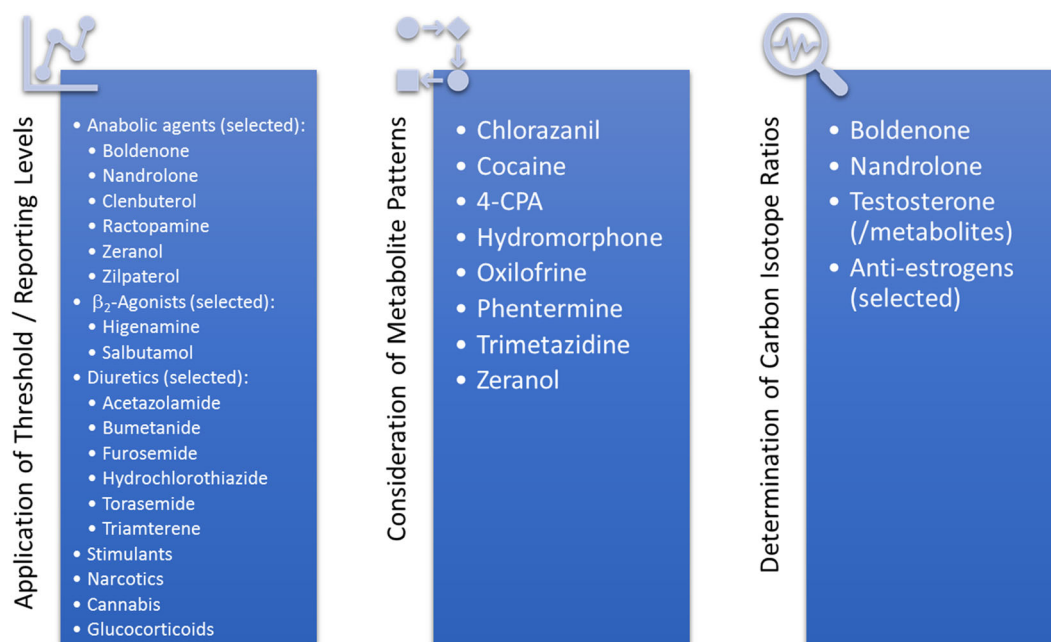 Application of Threshold / Reporting Levels
• Anabolic agents (selected):
• Boldenone
• Nandrolone
• Clenbuterol
• Ractopamine
• Zeranol
• Zilpaterol
• β₂-Agonists (selected):
• Higenamine
• Salbutamol
• Diuretics (selected):
• Acetazolamide
• Bumetanide
• Furosemide
• Hydrochlorothiazide
• Torasemide
• Triamterene
• Stimulants
• Narcotics
• Cannabis
• Glucocorticoids
Consideration of Metabolite Patterns
• Chlorazanil
• Cocaine
• 4-CPA
• Hydromorphone
• Oxilofrine
• Phentermine
• Trimetazidine
• Zeranol
Determination of Carbon Isotope Ratios
• Boldenone
• Nandrolone
• Testosterone
(/metabolites)
• Anti-estrogens
(selected)